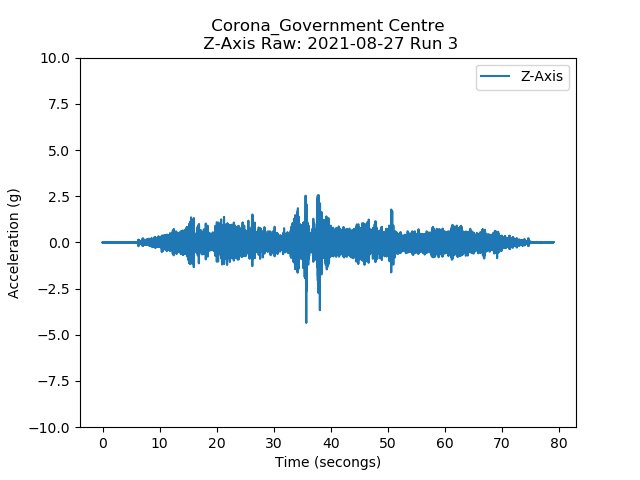 Corona_Government Centre
Z-Axis Raw: 2021-08-27 Run 3
Z-Axis
10.0
7.5
5.0
2.5
0.0
−2.5
−5.0
−7.5
−10.0
Acceleration (g)
0 10 20 30 40 50 60 70 80
Time (secongs)